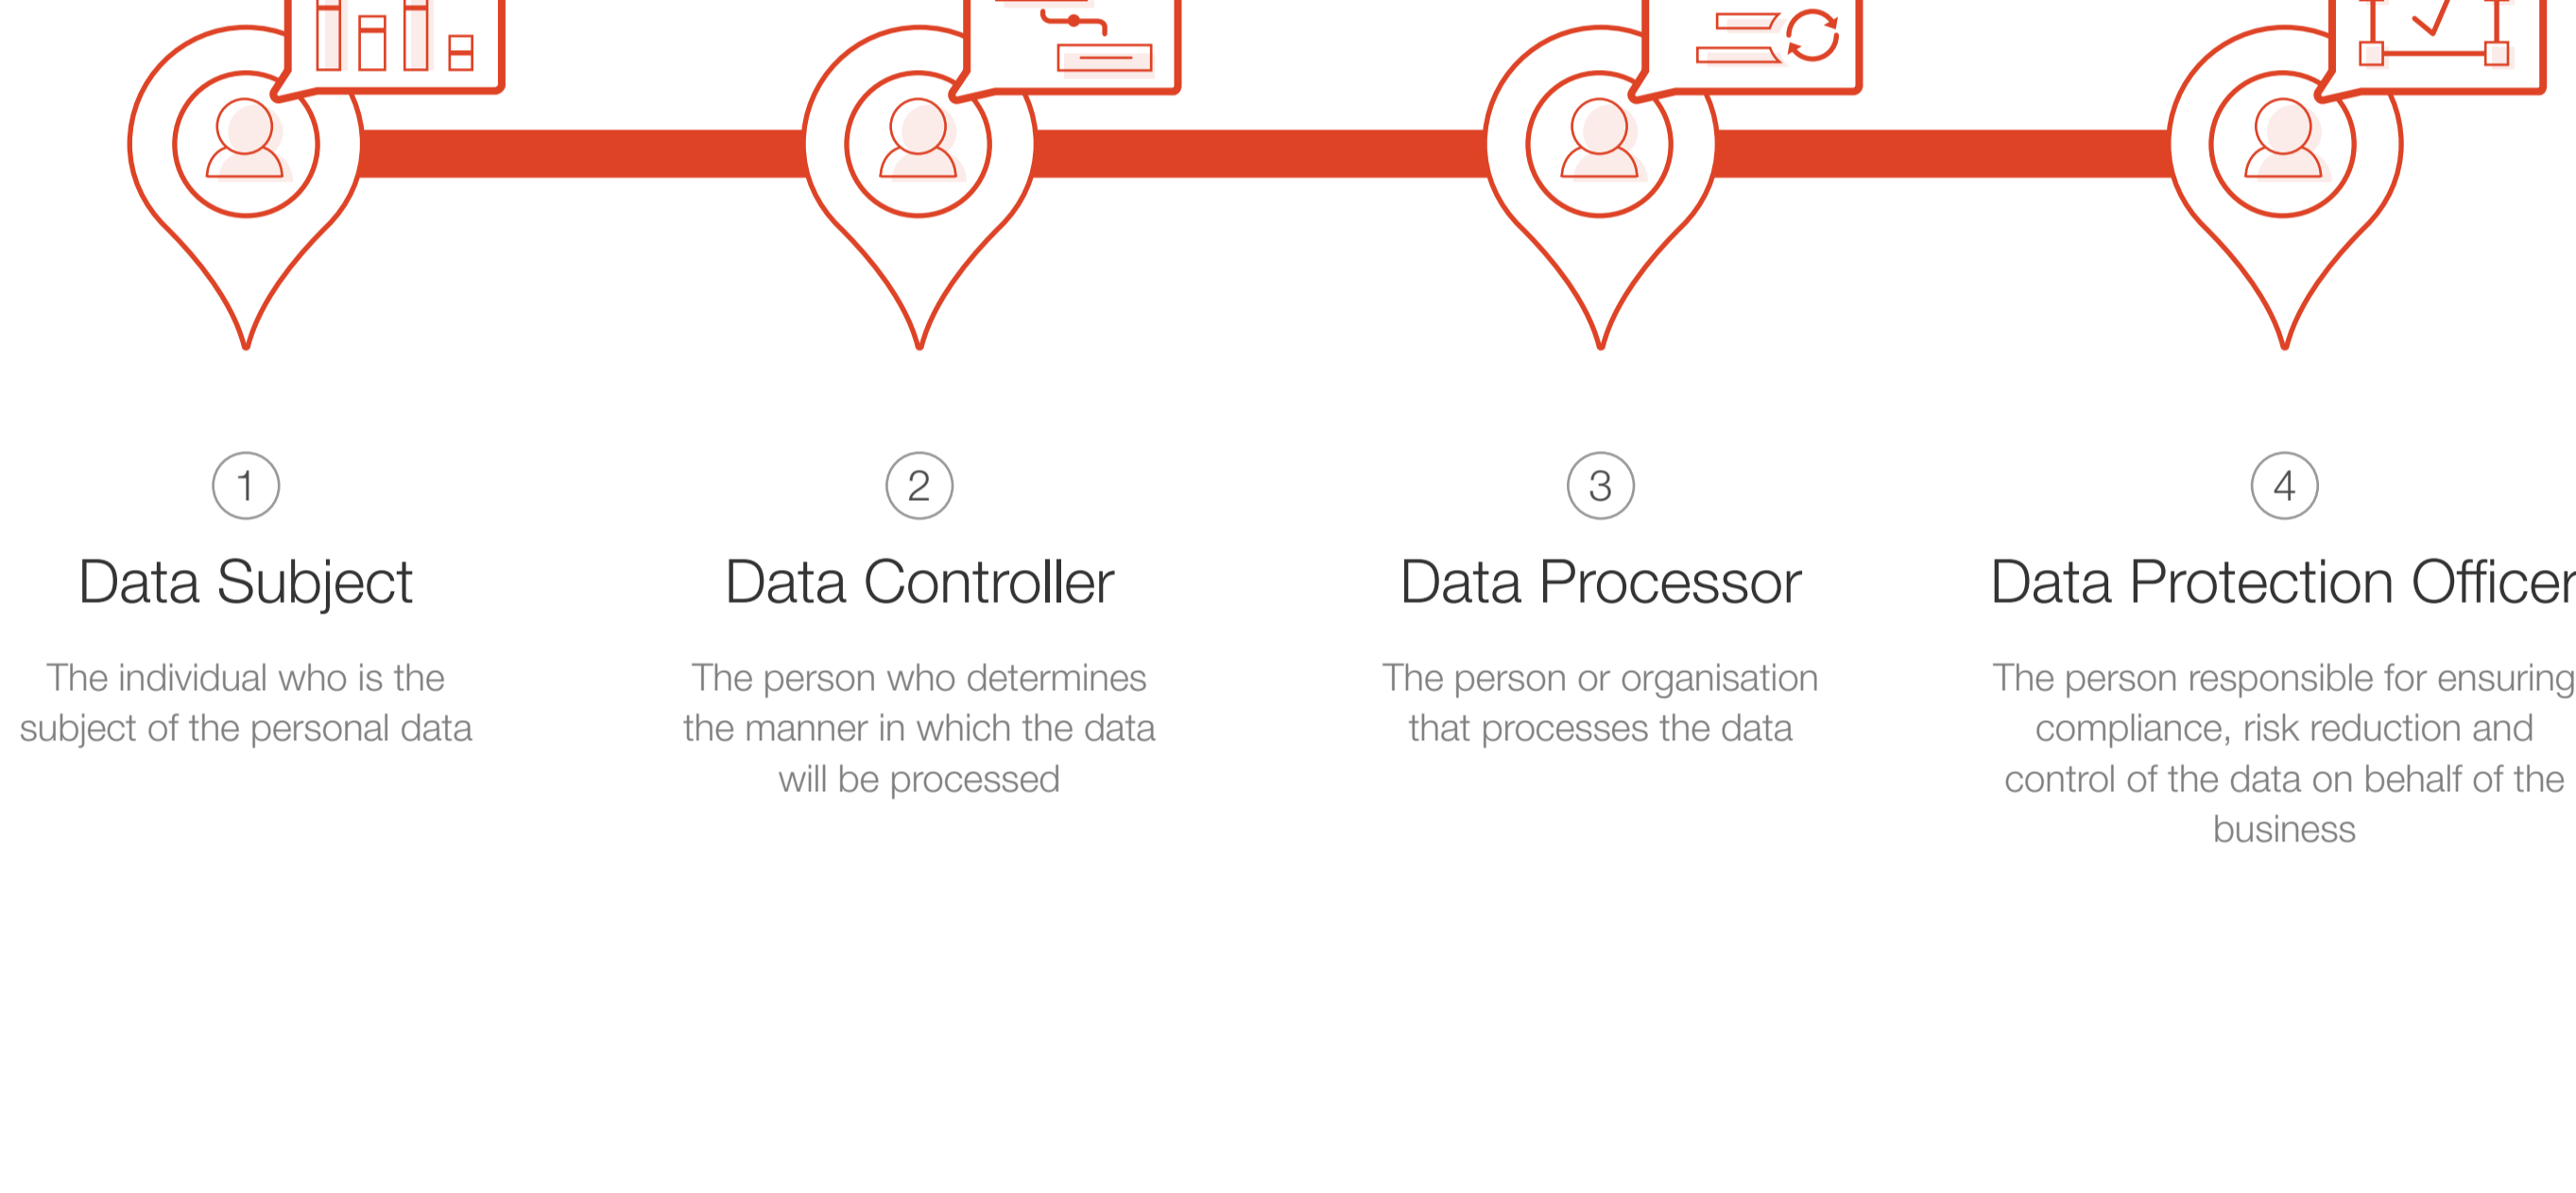 1
Data Subject
The individual who is the
subject of the personal data
2
Data Controller
The person who determines
the manner in which the data
will be processed
3
Data Processor
The person or organisation
that processes the data
4
Data Protection Officer
The person responsible for ensuring
compliance, risk reduction and
control of the data on behalf of the
business